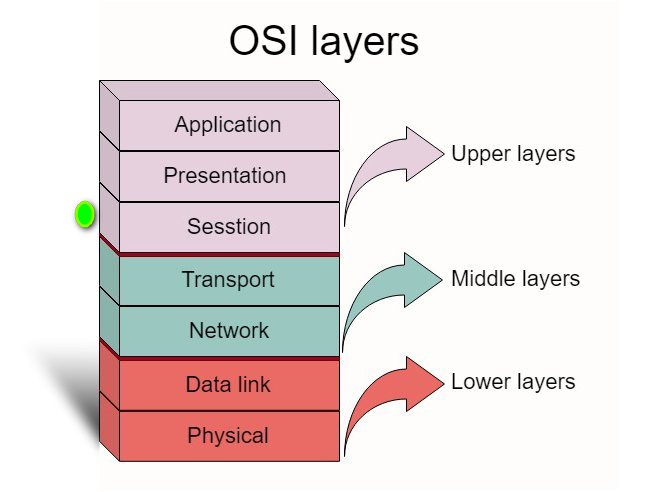 OSI layers
Application
Presentation
Sesstion
Transport
Network
Data link
Physical
Upper layers
Middle layers
Lower layers